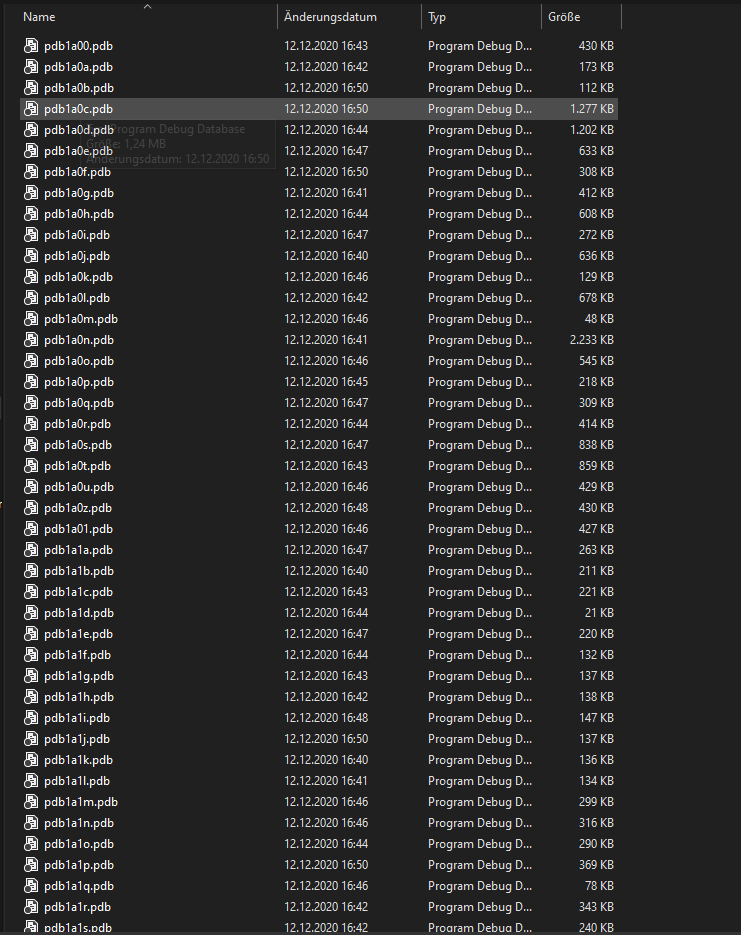 Name Änderungsdatum Typ Größe
pdb1a00.pdb 12.12.2020 16:43 Program Debug D... 430 KB
pdb1a0a.pdb 12.12.2020 16:42 Program Debug D... 173 KB
pdb1a0b.pdb 12.12.2020 16:50 Program Debug D... 112 KB
pdb1a0c.pdb 12.12.2020 16:50 Program Debug D... 1.277 KB
pdb1a0d.pdb 12.12.2020 16:44 Program Debug D... 1.202 KB
Program Debug Database
pdb1a0e.pdb 12.12.2020 16:47 Program Debug D... 633 KB
Größe: 1,24 MB
Änderungsdatum: 12.12.2020 16:50
pdb1a0f.pdb 12.12.2020 16:50 Program Debug D... 308 KB
pdb1a0g.pdb 12.12.2020 16:41 Program Debug D... 412 KB
pdb1a0h.pdb 12.12.2020 16:44 Program Debug D... 608 KB
pdb1a0i.pdb 12.12.2020 16:47 Program Debug D... 272 KB
pdb1a0j.pdb 12.12.2020 16:40 Program Debug D... 636 KB
pdb1a0k.pdb 12.12.2020 16:46 Program Debug D... 129 KB
pdb1a0l.pdb 12.12.2020 16:42 Program Debug D... 678 KB
pdb1a0m.pdb 12.12.2020 16:46 Program Debug D... 48 KB
pdb1a0n.pdb 12.12.2020 16:41 Program Debug D... 2.233 KB
pdb1a0o.pdb 12.12.2020 16:46 Program Debug D... 545 KB
pdb1a0p.pdb 12.12.2020 16:45 Program Debug D... 218 KB
pdb1a0q.pdb 12.12.2020 16:47 Program Debug D... 309 KB
pdb1a0r.pdb 12.12.2020 16:44 Program Debug D... 414 KB
pdb1a0s.pdb 12.12.2020 16:47 Program Debug D... 838 KB
pdb1a0t.pdb 12.12.2020 16:43 Program Debug D... 859 KB
pdb1a0u.pdb 12.12.2020 16:46 Program Debug D... 429 KB
pdb1a0z.pdb 12.12.2020 16:48 Program Debug D... 430 KB
pdb1a01.pdb 12.12.2020 16:46 Program Debug D... 427 KB
pdb1a1a.pdb 12.12.2020 16:47 Program Debug D... 263 KB
pdb1a1b.pdb 12.12.2020 16:40 Program Debug D... 211 KB
pdb1a1c.pdb 12.12.2020 16:43 Program Debug D... 221 KB
pdb1a1d.pdb 12.12.2020 16:44 Program Debug D... 21 KB
pdb1a1e.pdb 12.12.2020 16:47 Program Debug D... 220 KB
pdb1a1f.pdb 12.12.2020 16:44 Program Debug D... 132 KB
pdb1a1g.pdb 12.12.2020 16:43 Program Debug D... 137 KB
pdb1a1h.pdb 12.12.2020 16:42 Program Debug D... 138 KB
pdb1a1i.pdb 12.12.2020 16:48 Program Debug D... 147 KB
pdb1a1j.pdb 12.12.2020 16:50 Program Debug D... 137 KB
pdb1a1k.pdb 12.12.2020 16:40 Program Debug D... 136 KB
pdb1a1l.pdb 12.12.2020 16:41 Program Debug D... 134 KB
pdb1a1m.pdb 12.12.2020 16:46 Program Debug D... 299 KB
pdb1a1n.pdb 12.12.2020 16:46 Program Debug D... 316 KB
pdb1a1o.pdb 12.12.2020 16:44 Program Debug D... 290 KB
pdb1a1p.pdb 12.12.2020 16:50 Program Debug D... 369 KB
pdb1a1q.pdb 12.12.2020 16:46 Program Debug D... 78 KB
pdb1a1r.pdb 12.12.2020 16:42 Program Debug D... 343 KB
pdb1a1s.pdb 12.12.2020 16:42 Program Debug D... 240 KB